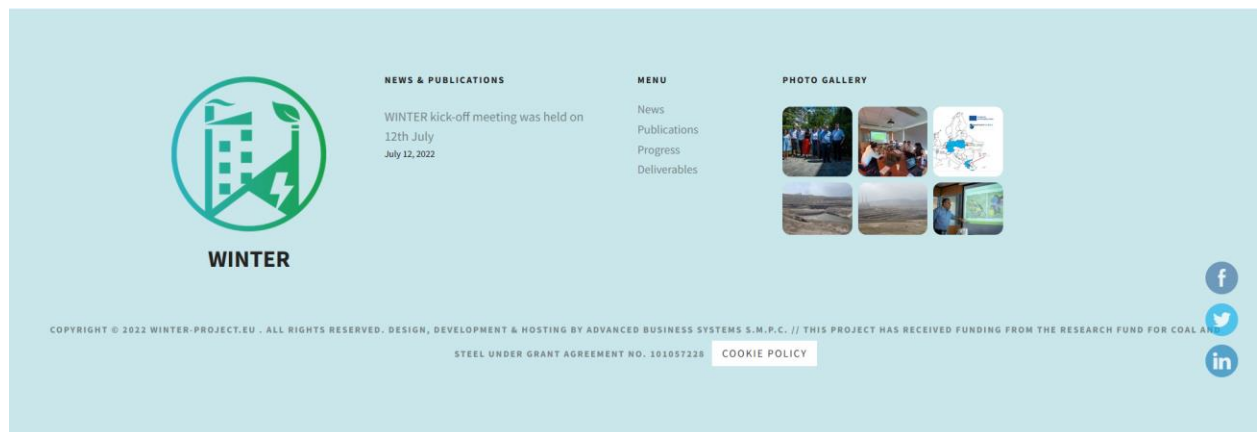 NEWS & PUBLICATIONS
WINTER kick-off meeting was held on
12th July
July 12, 2022
MENU
News
Publications
Progress
Deliverables
PHOTO GALLERY
WINTER
COPYRIGHT © 2022 WINTER-PROJECT.EU . ALL RIGHTS RESERVED. DESIGN, DEVELOPMENT & HOSTING BY ADVANCED BUSINESS SYSTEMS S.M.P.C. // THIS PROJECT HAS RECEIVED FUNDING FROM THE RESEARCH FUND FOR COAL AND
STEEL UNDER GRANT AGREEMENT NO. 101057228 COOKIE POLICY
f
in